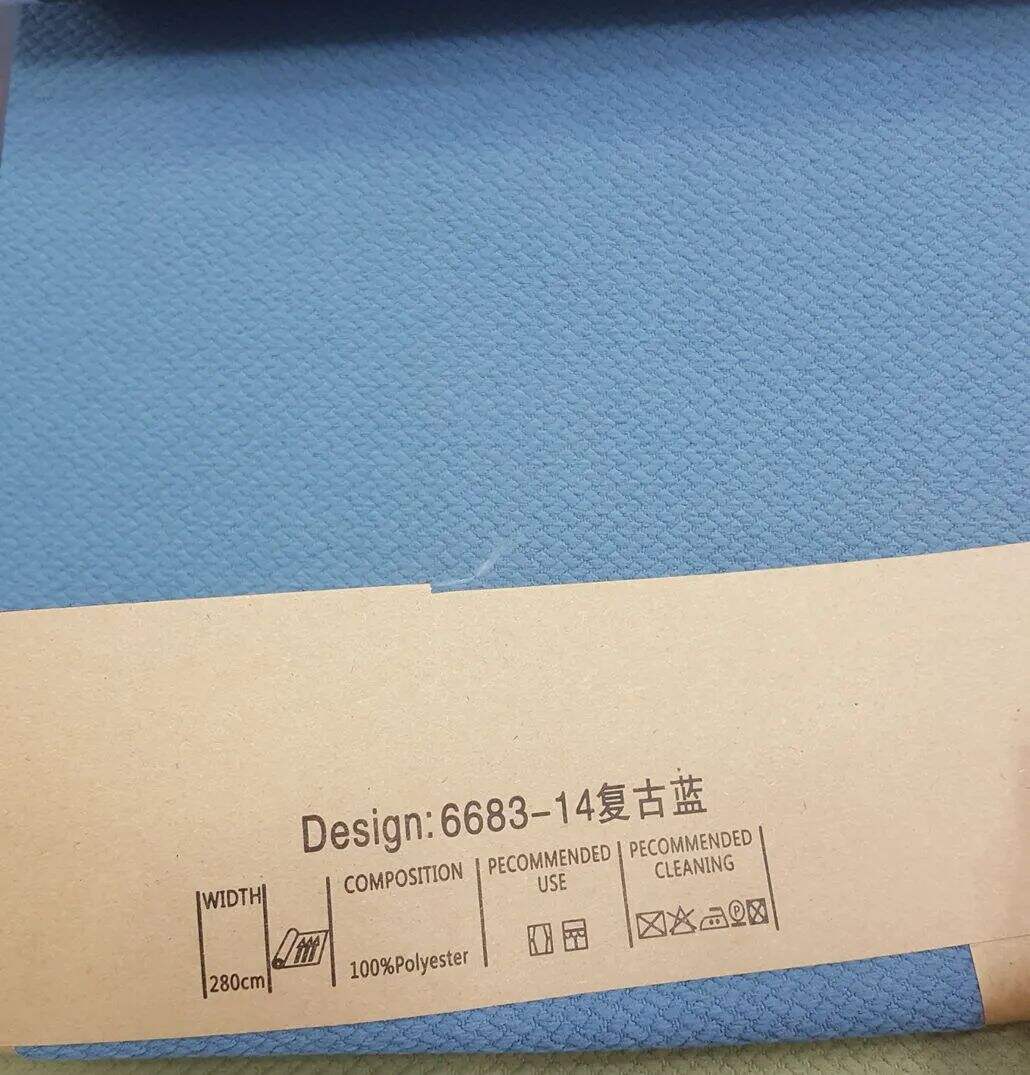 Design:6683-14复古蓝
WIDTH
280cm
COMPOSITION
100%Polyester
PECOMMENDED
USE
PECOMMENDED
CLEANING
P